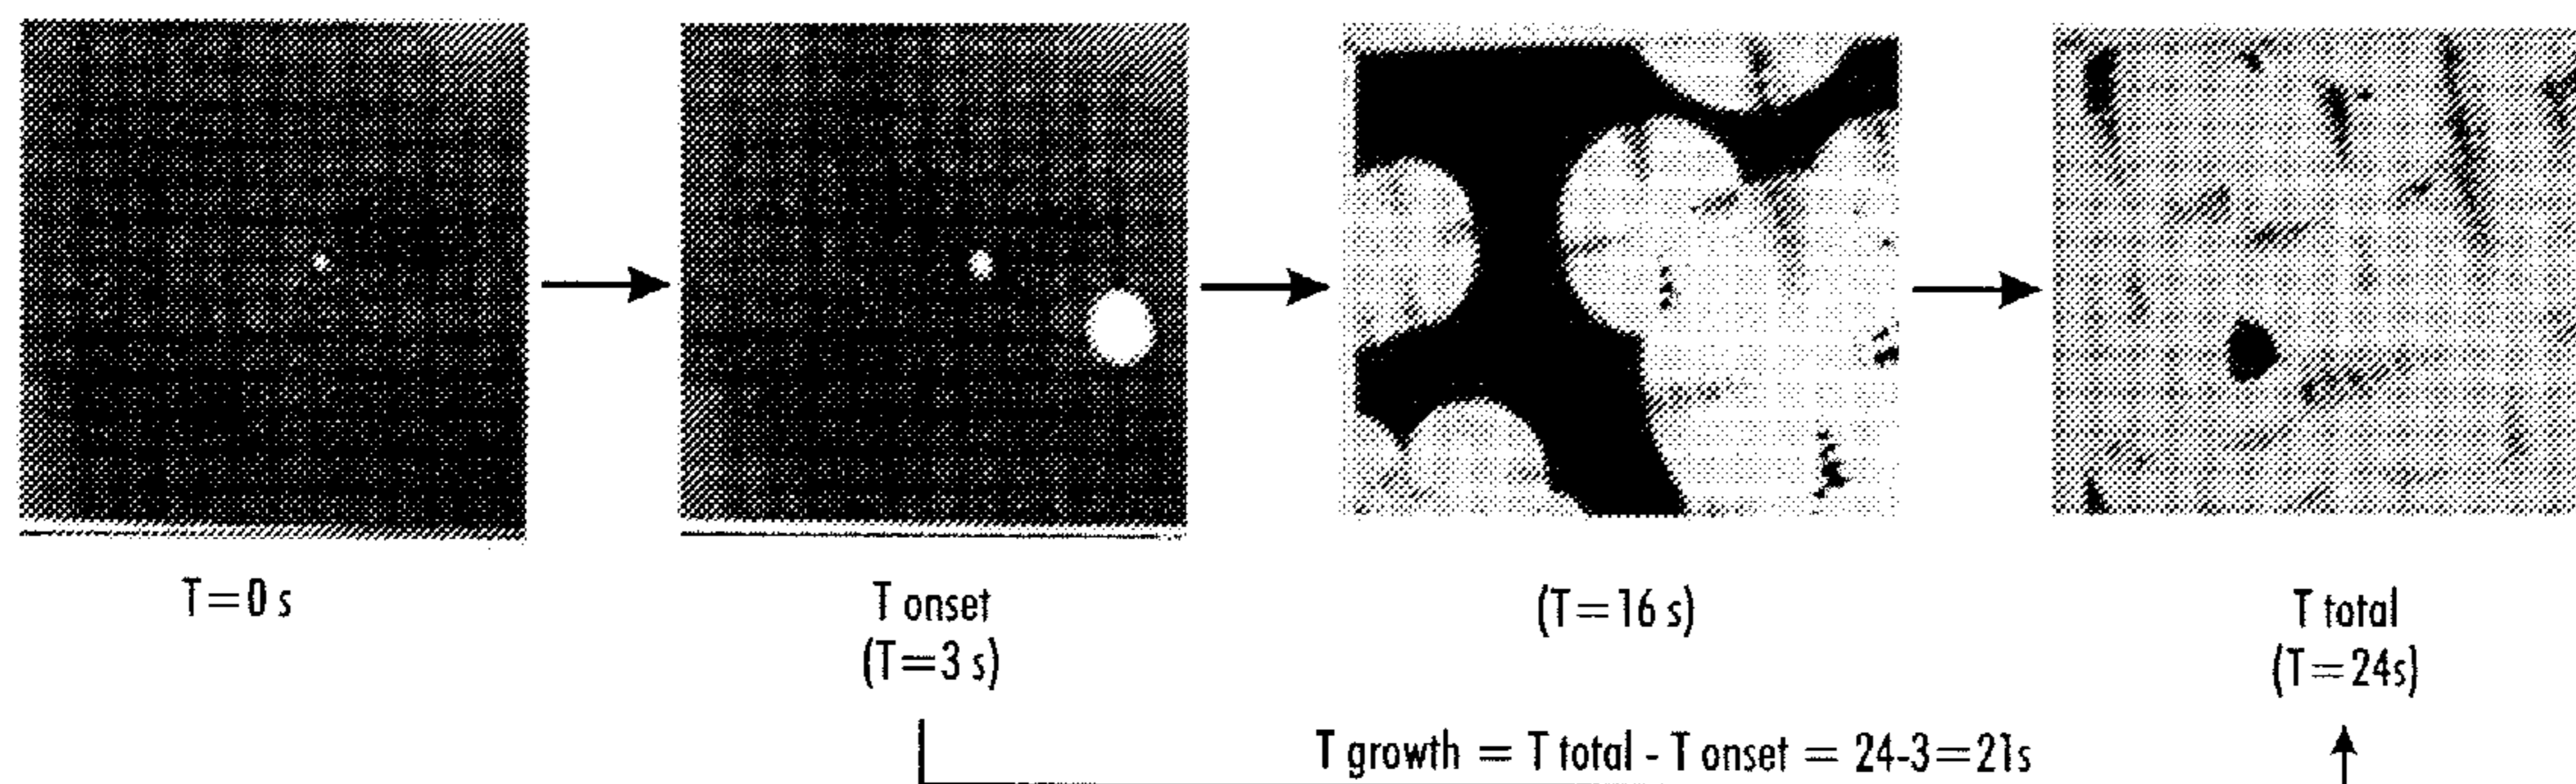 T=0 s
T onset
(T=3 s)
(T=16 s)
T total
(T=24s)
T growth = T total - T onset = 24-3=21s